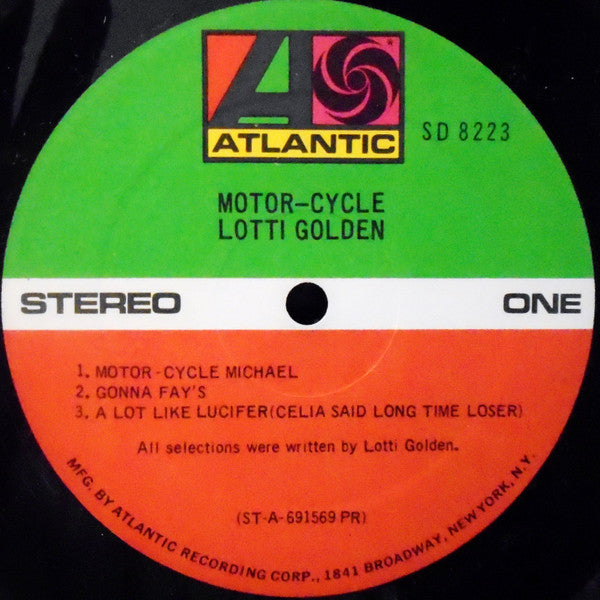 ATLANTIC
SD 8223
MOTOR-CYCLE
LOTTI GOLDEN
STEREO
ONE
1. MOTOR-CYCLE MICHAEL
2. GONNA FAY'S
3. A LOT LIKE LUCIFER(CELIA SAID LONG TIME LOSER)
All selections were written by Lotti Golden.
(ST-A-691569 PR)
MFG. BY ATLANTIC RECORDING CORP., 1841 BROADWAY, NEW YORK, N.Y.